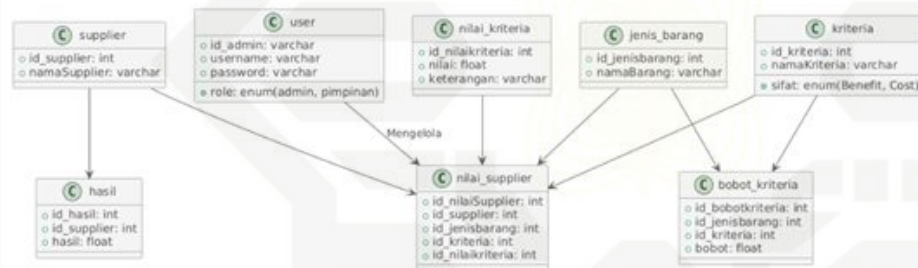 C supplier
id_supplier: int
namaSupplier: varchar
C user
id_admin: varchar
username: varchar
password: varchar
role: enum(admin, pimpinan)
C nilai_kriteria
id_nilaikriteria: int
nilai: float
keterangan: varchar
C jenis_barang
id_jenisbarang: int
namaBarang: varchar
C kriteria
id_kriteria: int
namaKriteria: varchar
sifat: enum(Benefit, Cost)
Mengelola
C hasil
id_hasil: int
id_supplier: int
hasil: float
C nilai_supplier
id_nilaiSupplier: int
id_supplier: int
id_jenisbarang: int
id_kriteria: int
id_nilaikriteria: int
C bobot_kriteria
id_bobotkriteria: int
id_jenisbarang: int
id_kriteria: int
bobot: float